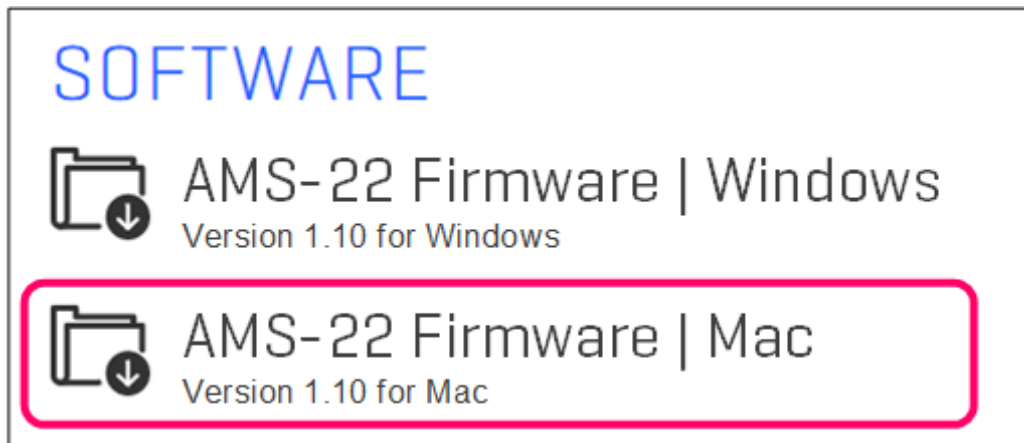 SOFTWARE
AMS-22 Firmware | Windows
Version 1.10 for Windows
AMS-22 Firmware | Mac
Version 1.10 for Mac